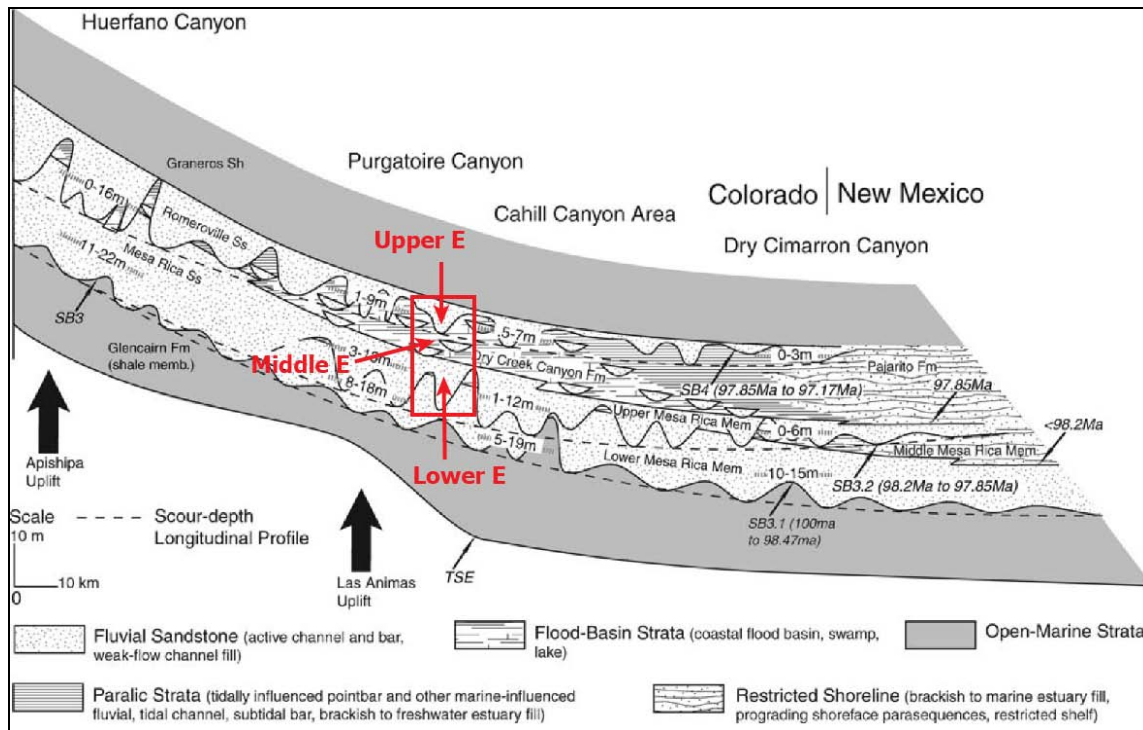 Huerfano Canyon
Graneros Sh
Purgatoire Canyon
Cahill Canyon Area
Colorado | New Mexico
Dry Cimarron Canyon
0-16m
Romeroville Ss
Upper E
Mesa Rica Ss
11-22m
1-9m
.5-7m
SB3
Glencairn Fm
(shale memb.)
Middle E
3-13m
8-18m
Dry Creek Canyon Fm
0-3m
Pajarito Fm
SB4 (97.85Ma to 97.17Ma)
97.85Ma
1-12m
Upper Mesa Rica Mem
0-6m
<98.2Ma
Middle Mesa Rica Mem
5-19m
Lower Mesa Rica Mem.
10-15m
SB3.2 (98.2Ma to 97.85Ma)
Lower E
SB3.1 (100ma
to 98.47ma)
Apishipa
Uplift
Las Animas
Uplift
TSE
Scale
10 m
0
10 km
Scour-depth
Longitudinal Profile
Fluvial Sandstone (active channel and bar,
weak-flow channel fill)
Flood-Basin Strata (coastal flood basin, swamp,
lake)
Open-Marine Strata
Paralic Strata (tidally influenced pointbar and other marine-influenced
fluvial, tidal channel, subtidal bar, brackish to freshwater estuary fill)
Restricted Shoreline (brackish to marine estuary fill,
prograding shoreface parasequences, restricted shelf)